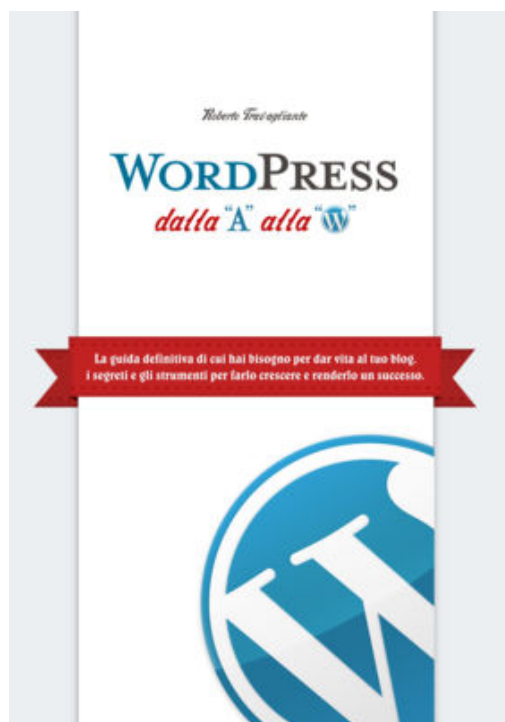 Roberto Travagliante
WORDPRESS
dalla "A" alla "W"
La guida definitiva di cui hai bisogno per dar vita al tuo blog.
i segreti e gli strumenti per farlo crescere e renderlo un successo.
W